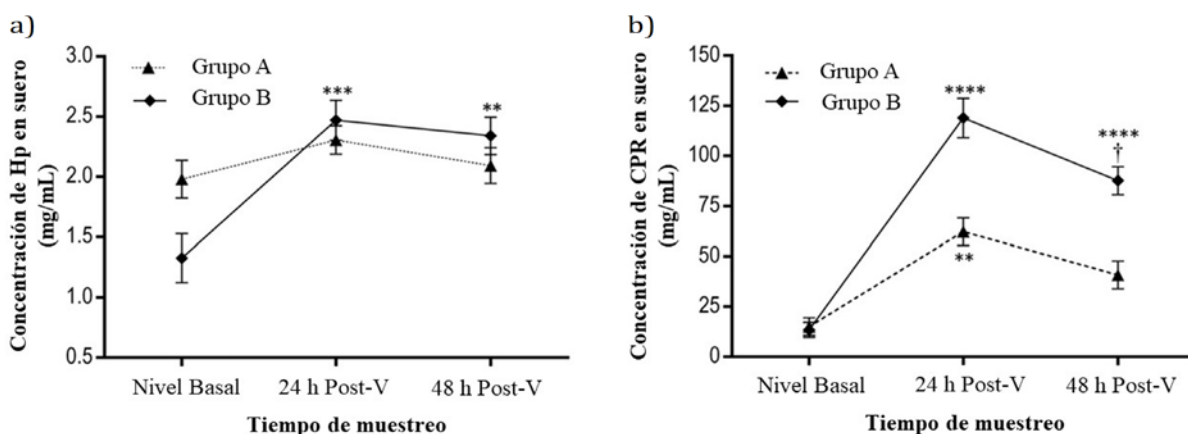 a)
Concentración de Hp en suero
(mg/mL)
3.0
2.5
2.0
1.5
1.0
0.5
Grupo A
Grupo B
***
**
Nivel Basal
24 h Post-V
48 h Post-V
Tiempo de muestreo
b)
Concentración de CPR en suero
(mg/mL)
150
125
100
75
50
25
0
Grupo A
Grupo B
****
****
†
**
Nivel Basal
24 h Post-V
48 h Post-V
Tiempo de muestreo